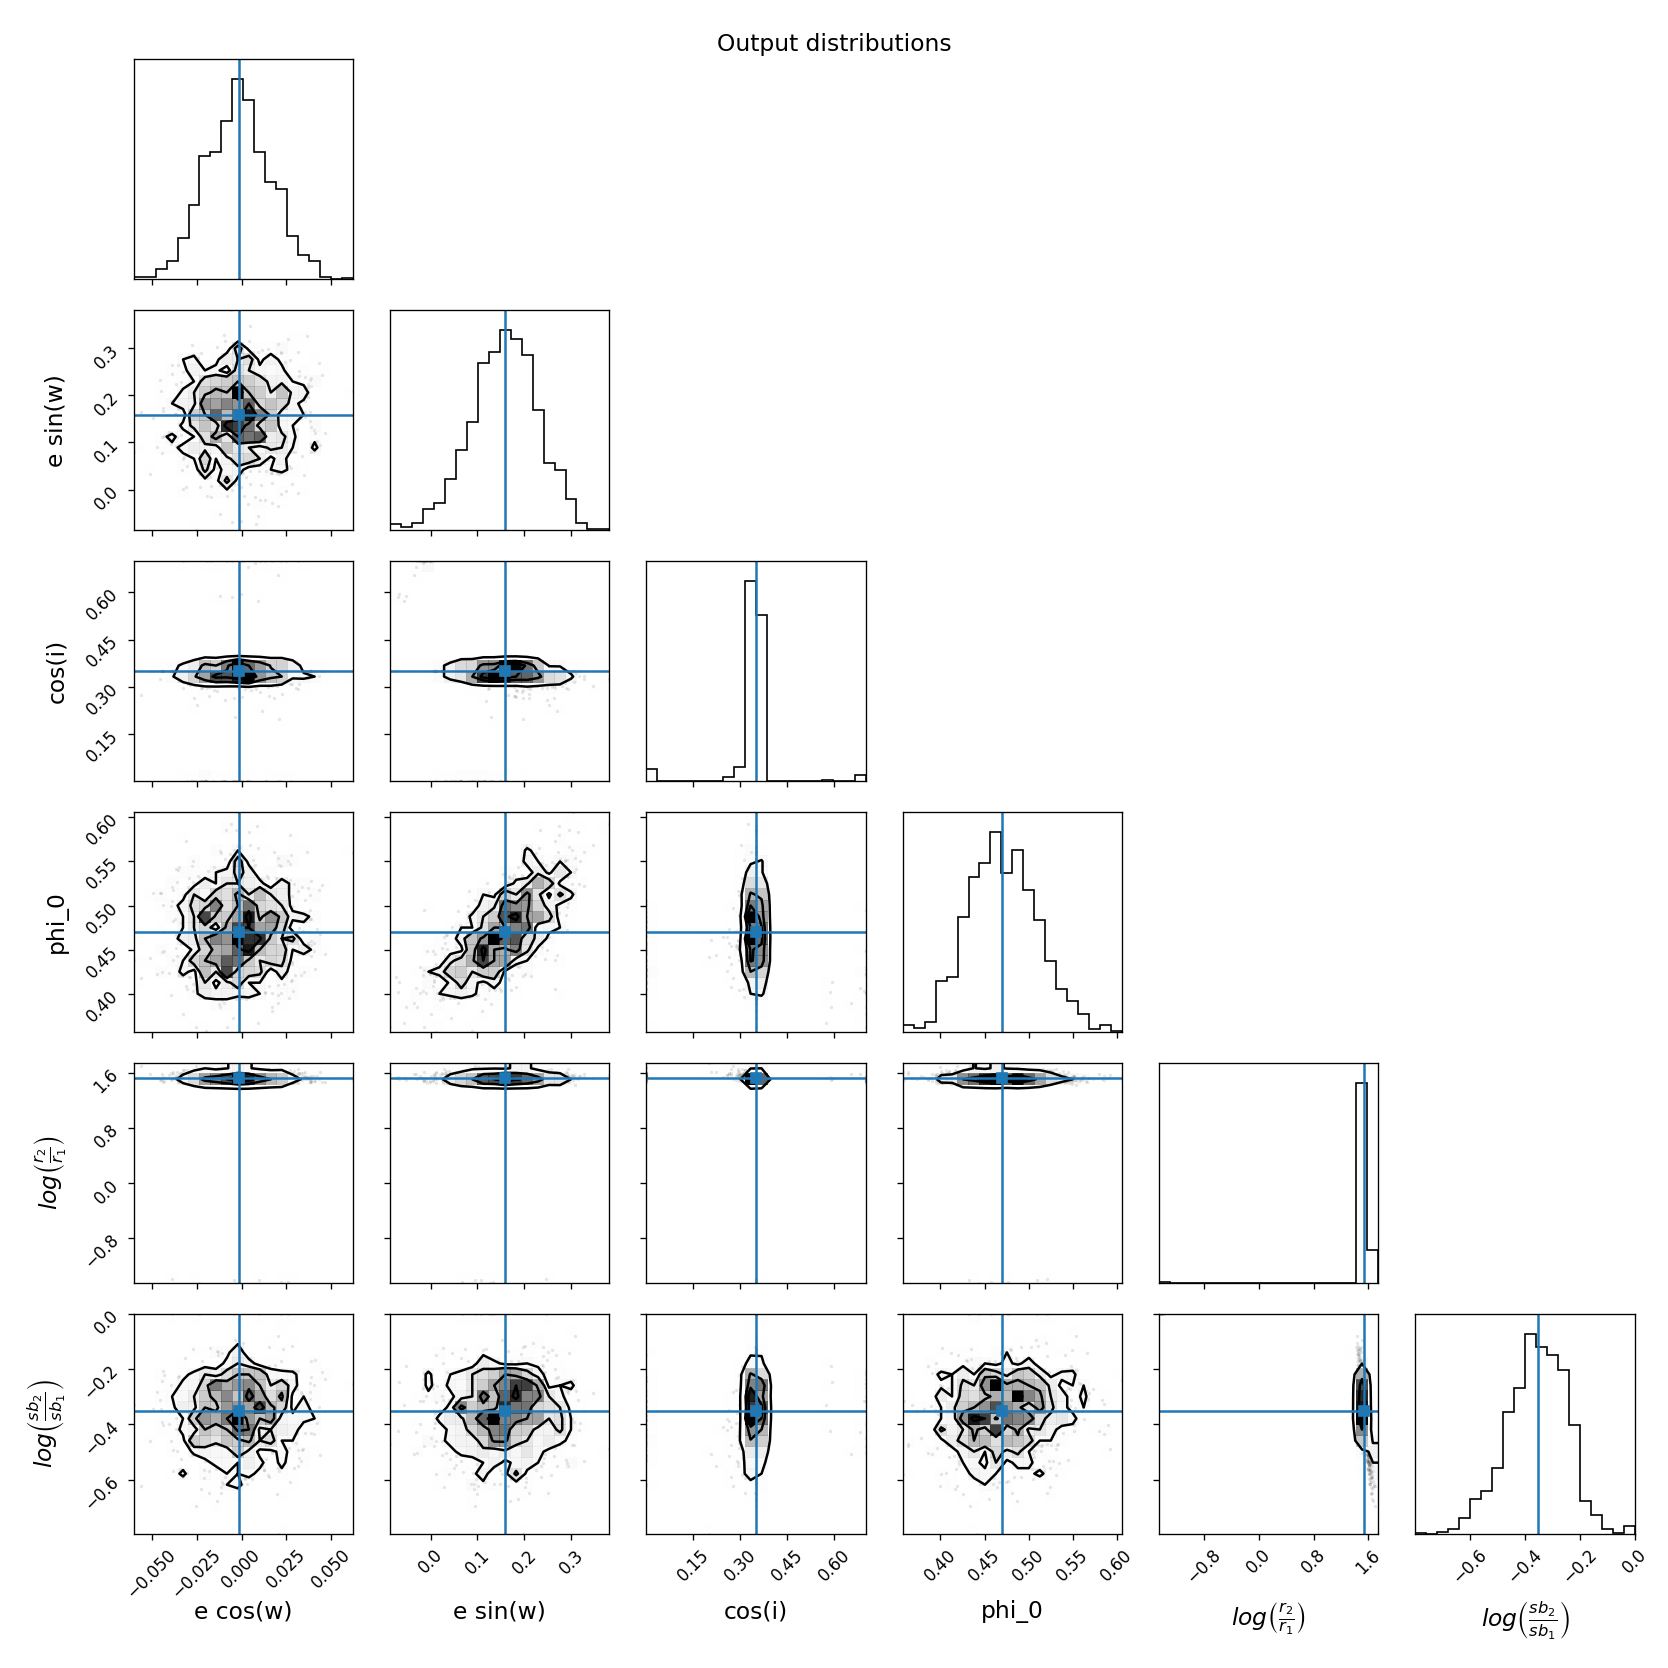 Output distributions
0.3
0.2
0.1
0.0
e sin(w)
0.60
0.45
0.30
0.15
cos(i)
0.60
0.55
0.50
0.45
0.40
phi_0
1.6
0.8
0.0
−0.8
log(r₂/r₁)
0.0
−0.2
−0.4
−0.6
log(sb₂/sb₁)
−0.050 −0.025 0.000 0.025 0.050
e cos(w)
0.0 0.1 0.2 0.3
e sin(w)
0.15 0.30 0.45 0.60
cos(i)
0.40 0.45 0.50 0.55 0.60
phi_0
−0.8 0.0 0.8 1.6
log(r₂/r₁)
−0.6 −0.4 −0.2 0.0
log(sb₂/sb₁)